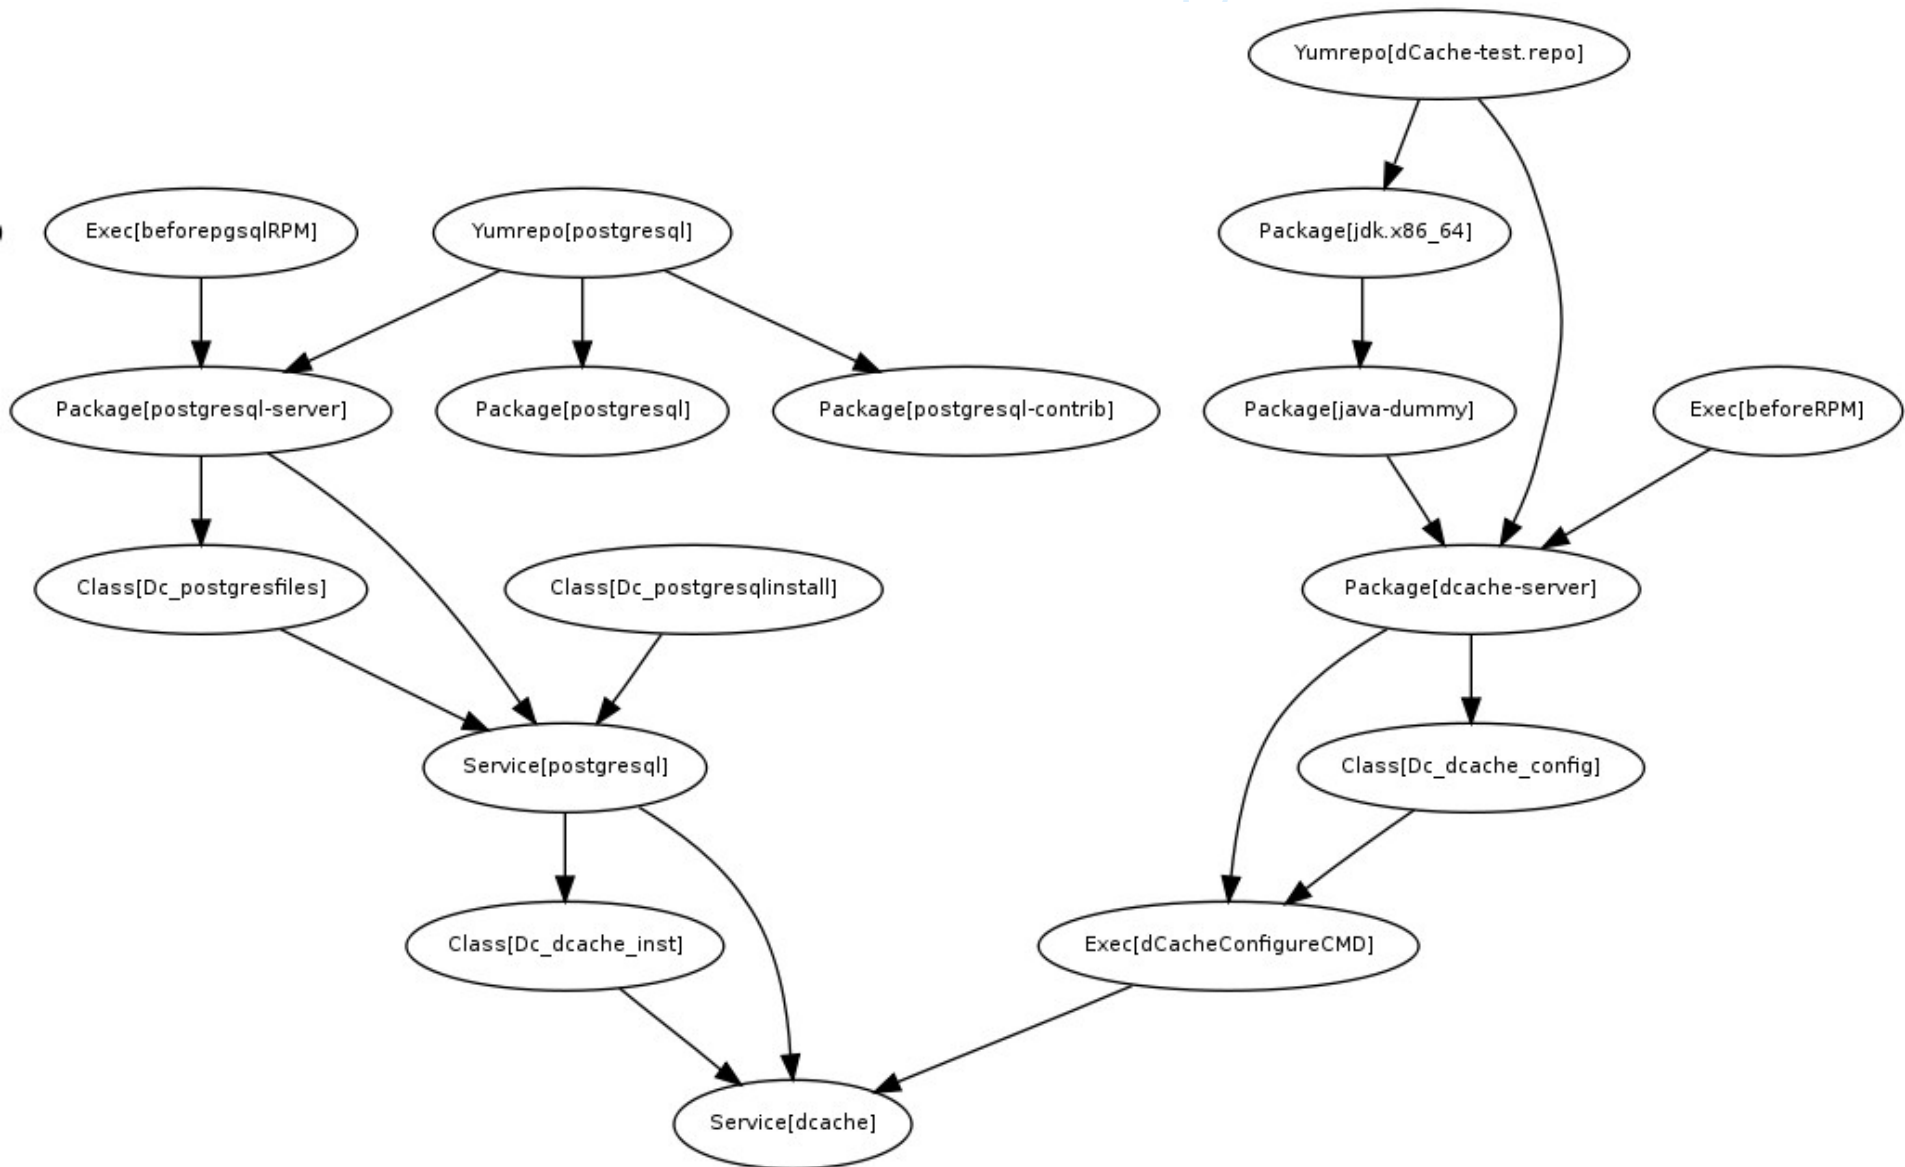 Yumrepo[dCache-test.repo]
Exec[beforepgsqlRPM]
Yumrepo[postgresql]
Package[jdk.x86_64]
Package[postgresql-server]
Package[postgresql]
Package[postgresql-contrib]
Package[java-dummy]
Exec[beforeRPM]
Class[Dc_postgresfiles]
Class[Dc_postgresqlinstall]
Package[dcache-server]
Service[postgresql]
Class[Dc_dcache_config]
Class[Dc_dcache_inst]
Exec[dCacheConfigureCMD]
Service[dcache]